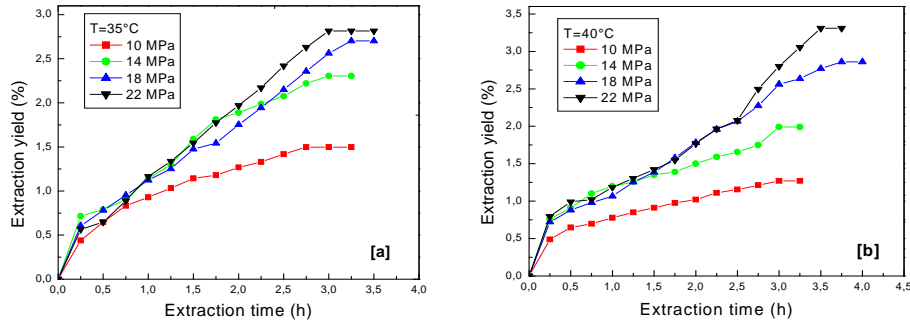 T=35°C
10 MPa
14 MPa
18 MPa
22 MPa
Extraction yield (%)
3,0
2,5
2,0
1,5
1,0
0,5
0,0
0,0 0,5 1,0 1,5 2,0 2,5 3,0 3,5 4,0
Extraction time (h)
[a]
T=40°C
10 MPa
14 MPa
18 MPa
22 MPa
Extraction yield (%)
3,5
3,0
2,5
2,0
1,5
1,0
0,5
0,0
0,0 0,5 1,0 1,5 2,0 2,5 3,0 3,5 4,0
Extraction time (h)
[b]